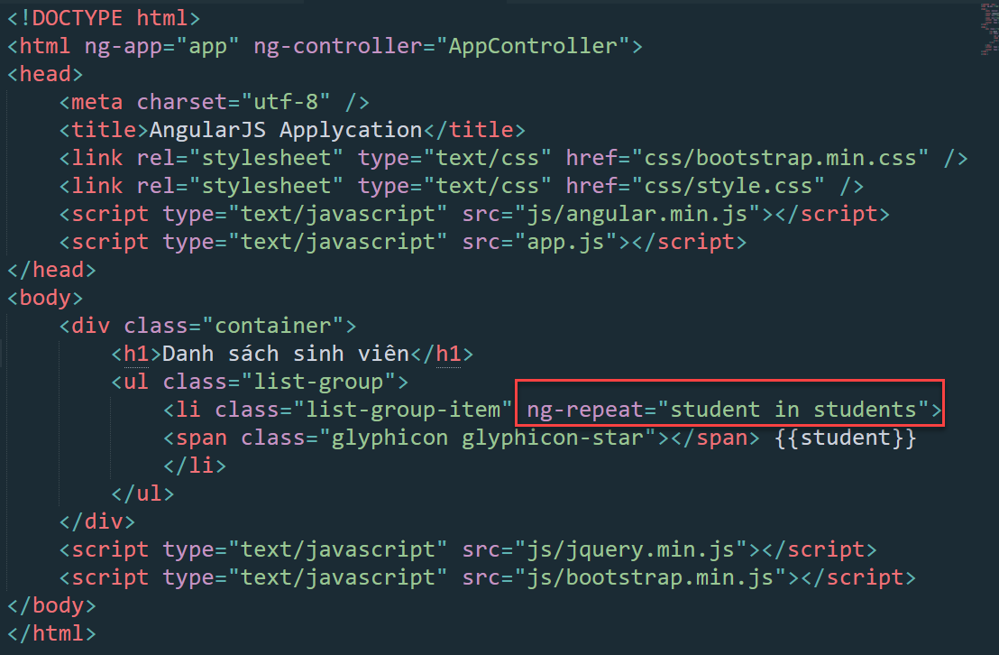 <!DOCTYPE html>
<html ng-app="app" ng-controller="AppController">
<head>
    <meta charset="utf-8" />
    <title>AngularJS Applycation</title>
    <link rel="stylesheet" type="text/css" href="css/bootstrap.min.css" />
    <link rel="stylesheet" type="text/css" href="css/style.css" />
    <script type="text/javascript" src="js/angular.min.js"></script>
    <script type="text/javascript" src="app.js"></script>
</head>
<body>
    <div class="container">
        <h1>Danh sách sinh viên</h1>
        <ul class="list-group">
            <li class="list-group-item" ng-repeat="student in students">
            <span class="glyphicon glyphicon-star"></span> {{student}}
            </li>
        </ul>
    </div>
    <script type="text/javascript" src="js/jquery.min.js"></script>
    <script type="text/javascript" src="js/bootstrap.min.js"></script>
</body>
</html>